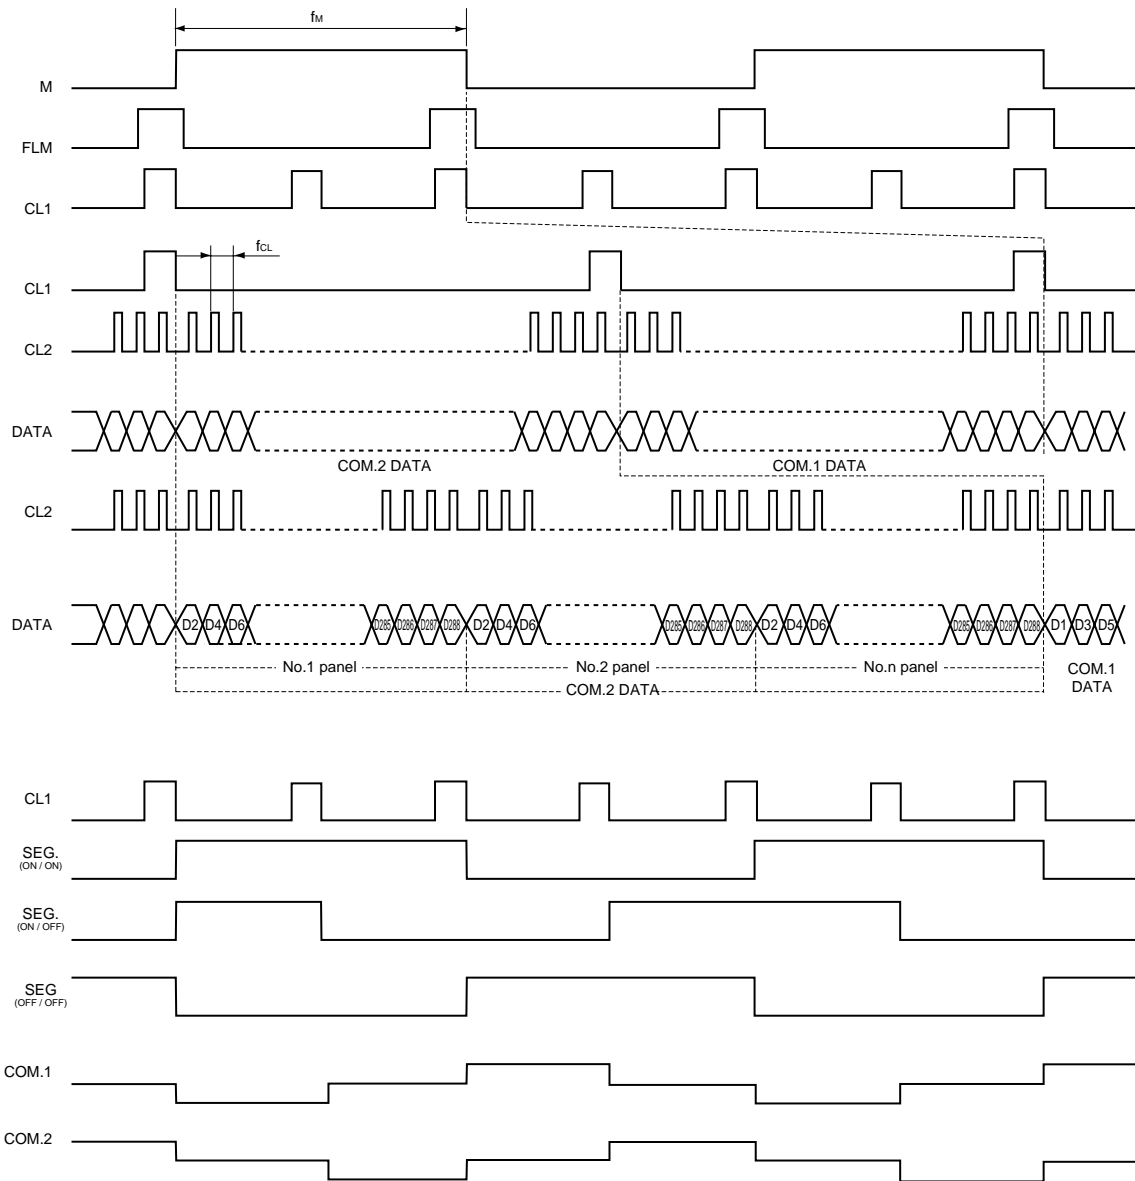 fM
M
FLM
CL1
fCL
CL1
CL2
DATA
COM.2 DATA
COM.1 DATA
CL2
DATA
D2 D4 D6 D285 D286 D287 D288 D2 D4 D6 D285 D286 D287 D288 D2 D4 D6 D285 D286 D287 D288 D1 D3 D5
No.1 panel
No.2 panel
No.n panel
COM.2 DATA
COM.1
DATA
CL1
SEG.
(ON / ON)
SEG.
(ON / OFF)
SEG
(OFF / OFF)
COM.1
COM.2